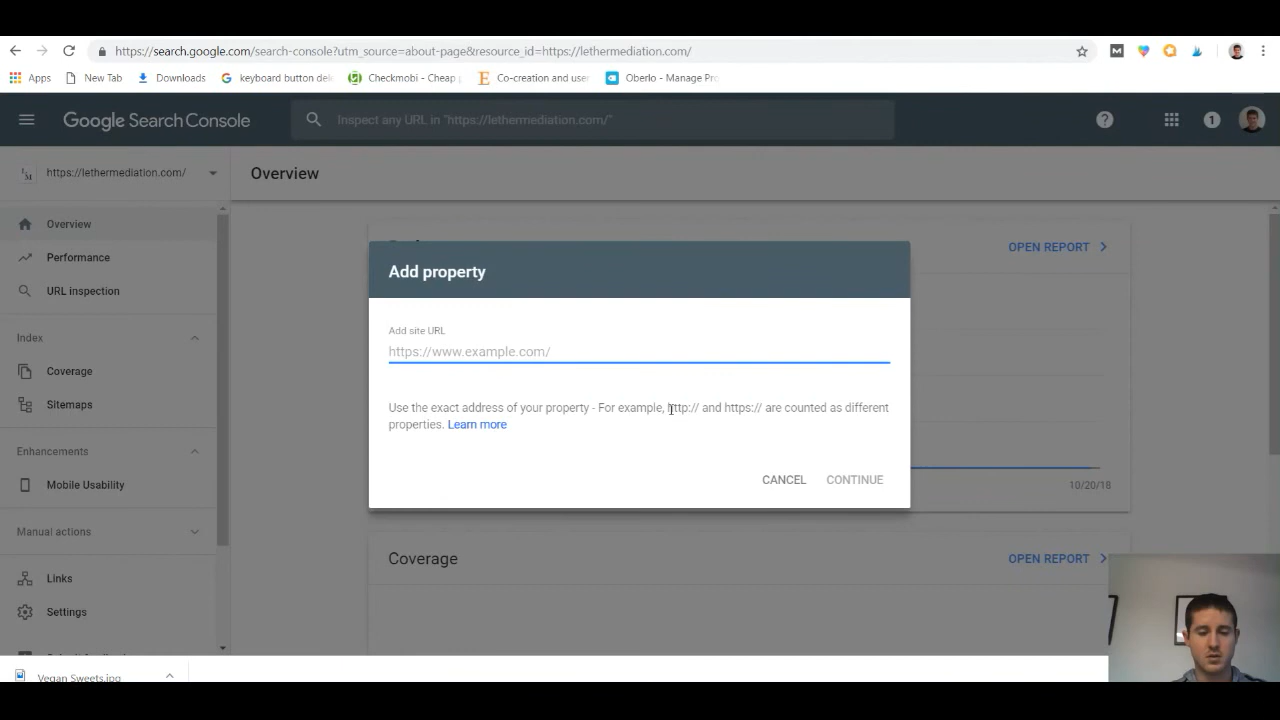 https://search.google.com/search-console?utm_source=about-page&resource_id=https://lethermediation.com/
Apps New Tab Downloads keyboard button del Checkmobi - Cheap Co-creation and user Oberlo - Manage Pro
Google Search Console Inspect any URL in "https://lethermediation.com/" 1
https://lethermediation.com/ Overview
Overview
Performance
URL inspection
Index
Coverage
Sitemaps
Enhancements
Mobile Usability
Manual actions
Links
Settings
OPEN REPORT
Add property
Add site URL
https://www.example.com/
Use the exact address of your property - For example, http:// and https:// are counted as different
properties. Learn more
CANCEL CONTINUE
10/20/18
Coverage OPEN REPORT
Vegan Sweets.jpg